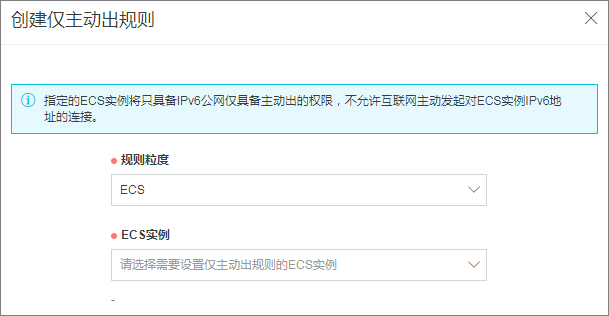 创建仅主动出规则
指定的ECS实例将只具备IPv6公网仅具备主动出的权限，不允许互联网主动发起对ECS实例IPv6地
址的连接。
规则粒度
ECS
ECS实例
请选择需要设置仅主动出规则的ECS实例
-